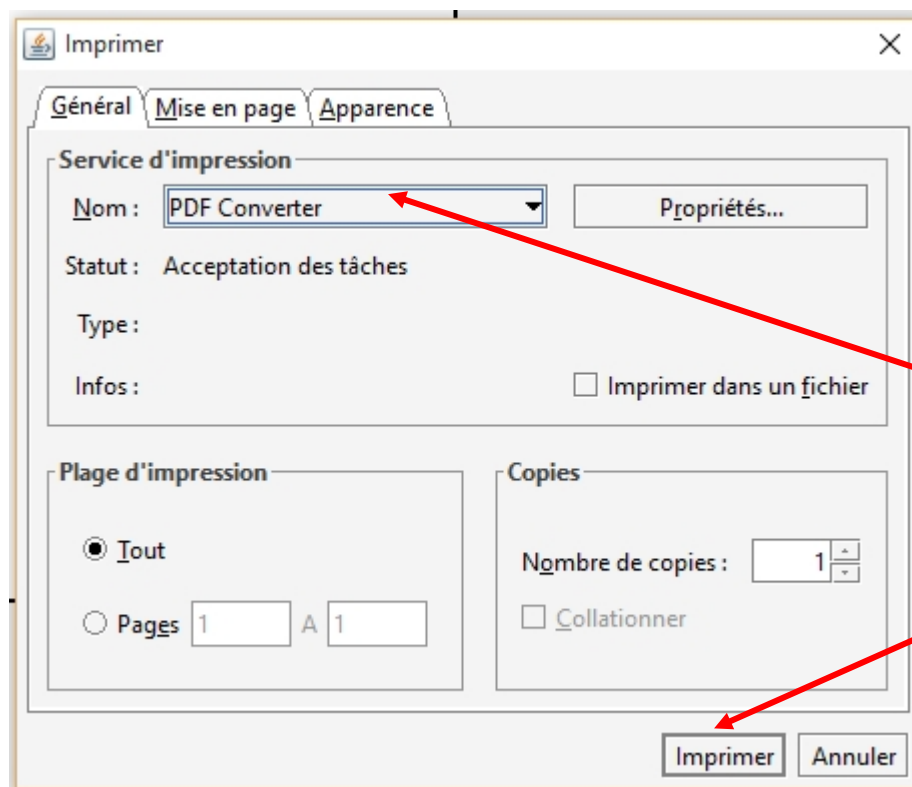 Imprimer
Général Mise en page Apparence
Service d'impression
Nom : PDF Converter Propriétés...
Statut : Acceptation des tâches
Type :
Infos : Imprimer dans un fichier
Plage d'impression Copies
Tout
Nombre de copies : 1
Pages 1 A 1
Collationner
Imprimer Annuler